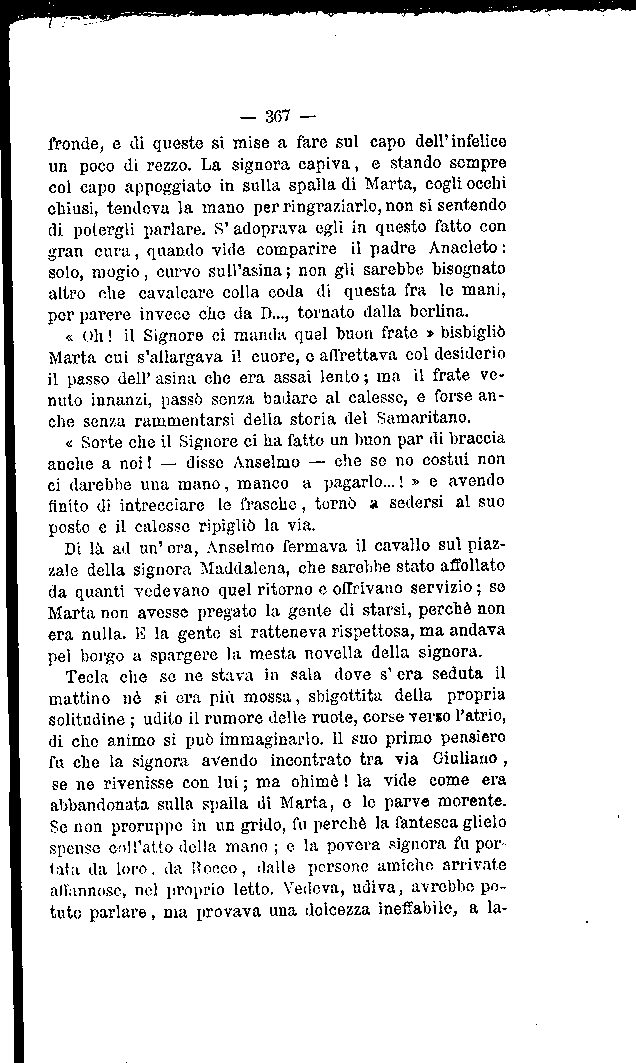 — 367 —
fronde, e di queste si mise a fare sul capo dell'infelice
un poco di rezzo. La signora capiva, e stando sempre
col capo appoggiato in sulla spalla di Marta, cogli occhi
chiusi, tendeva la mano per ringraziarlo, non si sentendo
di potergli parlare. S'adoprava egli in questo fatto con
gran cura, quando vide comparire il padre Anacleto:
solo, mogio, curvo sull'asina; non gli sarebbe bisognato
altro che cavalcare colla coda di questa fra le mani,
per parere invece che da D..., tornato dalla berlina.
« Oh! il Signore ci manda quel buon frate » bisbigliò
Marta cui s'allargava il cuore, e affrettava col desiderio
il passo dell'asina che era assai lento; ma il frate ve-
nuto innanzi, passò senza badare al calesse, e forse an-
che senza rammentarsi della storia del Samaritano.
« Sorte che il Signore ci ha fatto un buon par di braccia
anche a noi! — disse Anselmo — che se no costui non
ci darebbe una mano, manco a pagarlo...! » e avendo
finito di intrecciare le frasche, tornò a sedersi al suo
posto e il calesse ripigliò la via.
Di là ad un'ora, Anselmo fermava il cavallo sul piaz-
zale della signora Maddalena, che sarebbe stato affollato
da quanti vedevano quel ritorno e offrivano servizio; se
Marta non avesse pregato la gente di starsi, perchè non
era nulla. E la gente si ratteneva rispettosa, ma andava
pel borgo a spargere la mesta novella della signora.
Tecla che se ne stava in sala dove s'era seduta il
mattino nè si era più mossa, sbigottita della propria
solitudine; udito il rumore delle ruote, corse verso l'atrio,
di che animo si può immaginarlo. Il suo primo pensiero
fu che la signora avendo incontrato tra via Giuliano,
se ne rivenisse con lui; ma ohimè! la vide come era
abbandonata sulla spalla di Marta, e le parve morente.
Se non proruppe in un grido, fu perchè la fantesca glielo
spense coll'atto della mano; e la povera signora fu por-
tata da loro, da Rocco, dalle persone amiche arrivate
affannose, nel proprio letto. Vedeva, udiva, avrebbe po-
tuto parlare, ma provava una dolcezza ineffabile, a la-